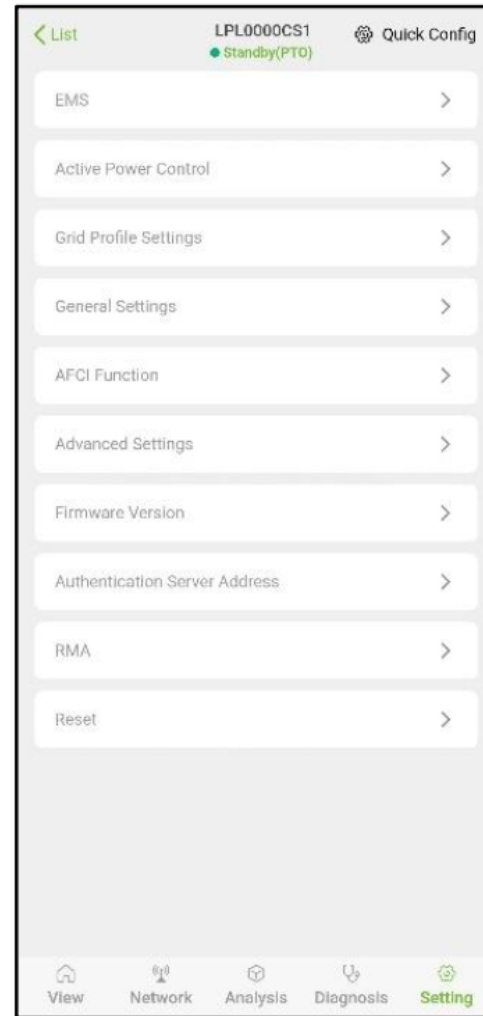 List
LPL0000CS1
Quick Config
Standby(PTO)
EMS
Active Power Control
Grid Profile Settings
General Settings
AFCI Function
Advanced Settings
Firmware Version
Authentication Server Address
RMA
Reset
View Network Analysis Diagnosis Setting